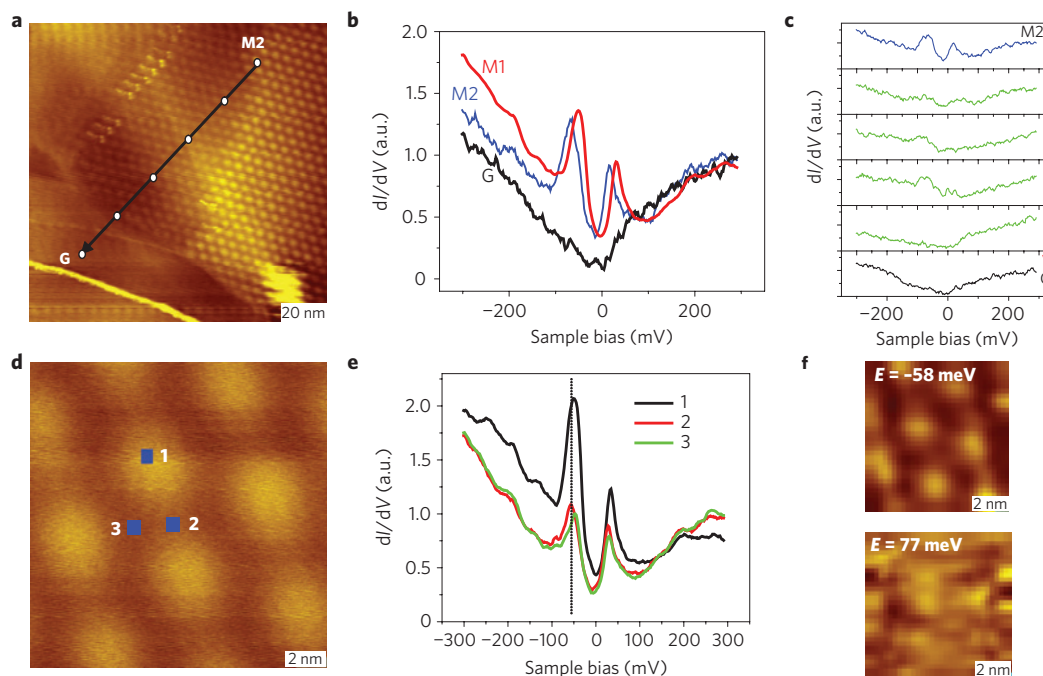 a
M2
G
20 nm
b
2.0
1.5
1.0
0.5
0
dI/dV (a.u.)
M1
M2
G
−200
0
200
Sample bias (mV)
c
M2
dI/dV (a.u.)
−200
0
200
Sample bias (mV)
d
1
3
2
2 nm
e
2.0
1.5
1.0
0.5
0
dI/dV (a.u.)
1
2
3
−300
−200
−100
0
100
200
300
Sample bias (mV)
f
E = −58 meV
2 nm
E = 77 meV
2 nm